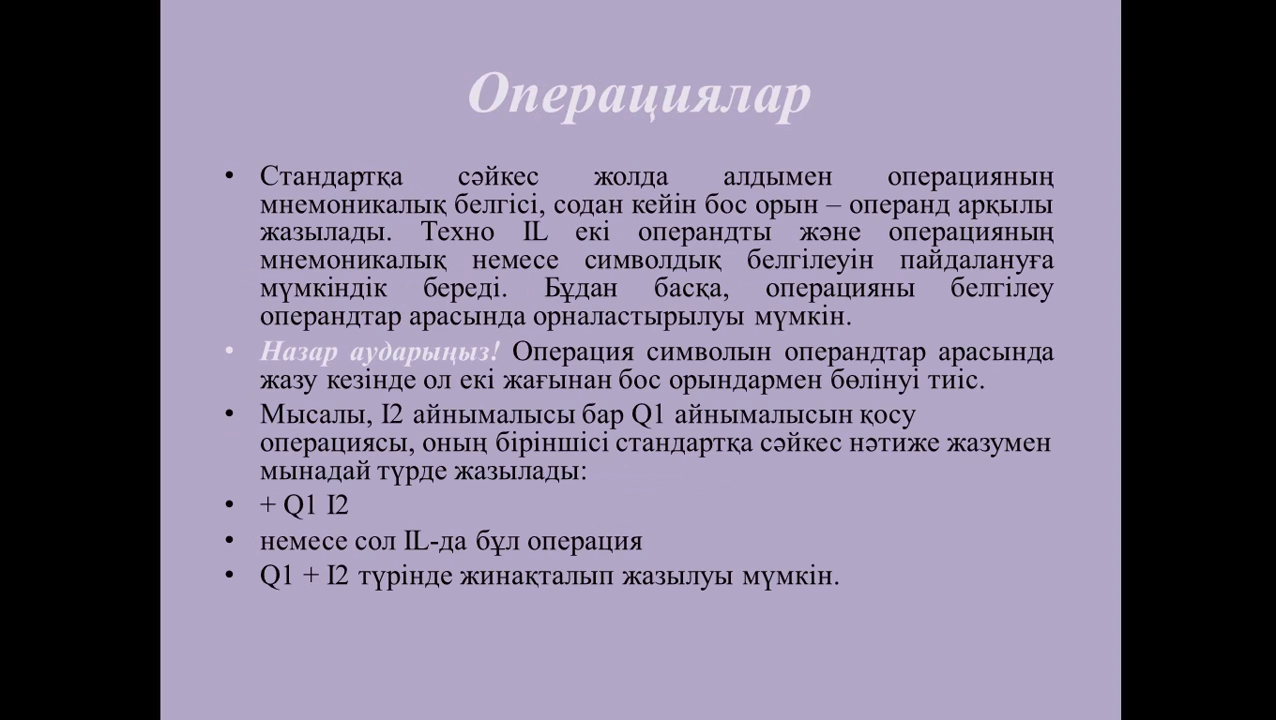 Операциялар
• Стандартқа сәйкес жолда алдымен операцияның
мнемоникалық белгісі, содан кейін бос орын – операнд арқылы
жазылады. Техно IL екі операндты және операцияның
мнемоникалық немесе символдық белгілеуін пайдалануға
мүмкіндік береді. Бұдан басқа, операцияны белгілеу
операндтар арасында орналастырылуы мүмкін.
• Назар аударыңыз! Операция символын операндтар арасында
жазу кезінде ол екі жағынан бос орындармен бөлінуі тиіс.
• Мысалы, I2 айнымалысы бар Q1 айнымалысын қосу
операциясы, оның біріншісі стандартқа сәйкес нәтиже жазумен
мынадай түрде жазылады:
• + Q1 I2
• немесе сол IL-да бұл операция
• Q1 + I2 түрінде жинақталып жазылуы мүмкін.